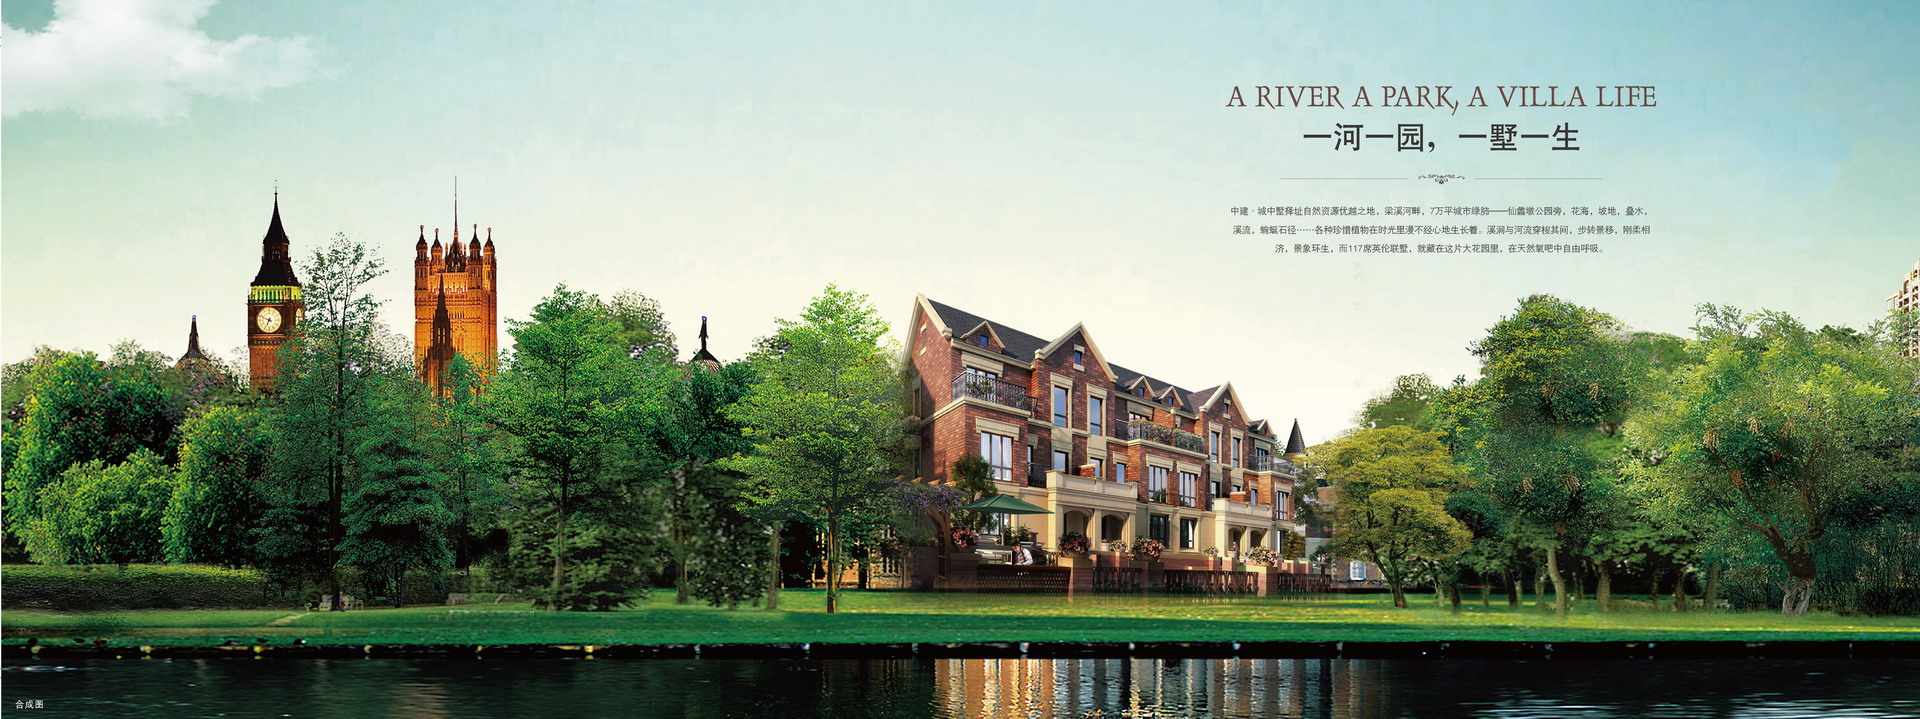 A RIVER A PARK, A VILLA LIFE
一河一园，一墅一生
中建·城中墅择址自然资源优越之地，梁溪河畔，7万平城市绿肺——仙蠡墩公园旁，花海，坡地，叠水，
溪流，蜿蜒石径……各种珍惜植物在时光里漫不经心地生长着。溪涧与河流穿梭其间，步转景移，刚柔相
济，景象环生，而117席英伦联墅，就藏在这片大花园里，在天然氧吧中自由呼吸。
合成图